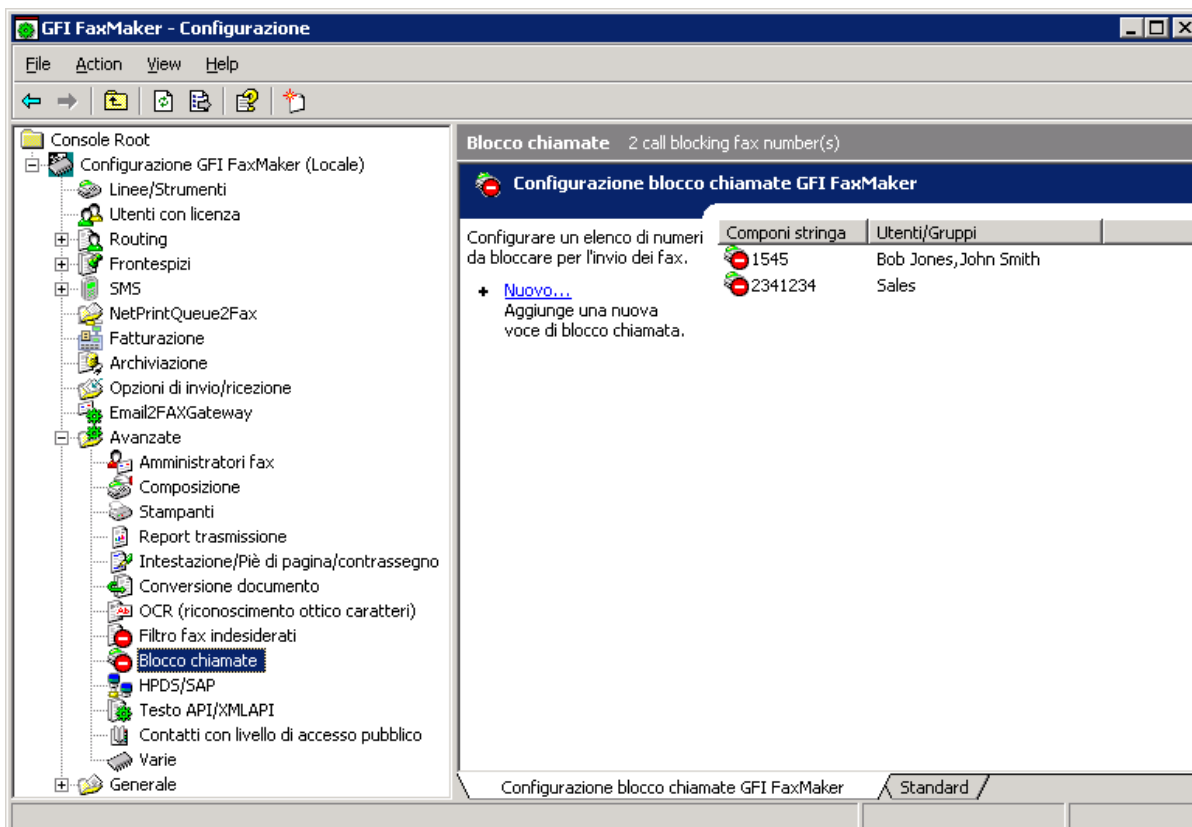 GFI FaxMaker - Configurazione
File Action View Help
Console Root
Configurazione GFI FaxMaker (Locale)
Linee/Strumenti
Utenti con licenza
Routing
Frontespizi
SMS
NetPrintQueue2Fax
Fatturazione
Archiviazione
Opzioni di invio/ricezione
Email2FAXGateway
Avanzate
Amministratori fax
Composizione
Stampanti
Report trasmissione
Intestazione/Piè di pagina/contrassegno
Conversione documento
OCR (riconoscimento ottico caratteri)
Filtro fax indesiderati
Blocco chiamate
HPDS/SAP
Testo API/XMLAPI
Contatti con livello di accesso pubblico
Varie
Generale
Blocco chiamate 2 call blocking fax number(s)
Configurazione blocco chiamate GFI FaxMaker
Configurare un elenco di numeri
da bloccare per l'invio dei fax.
Nuovo...
Aggiunge una nuova
voce di blocco chiamata.
Componi stringa Utenti/Gruppi
1545 Bob Jones,John Smith
2341234 Sales
Configurazione blocco chiamate GFI FaxMaker Standard